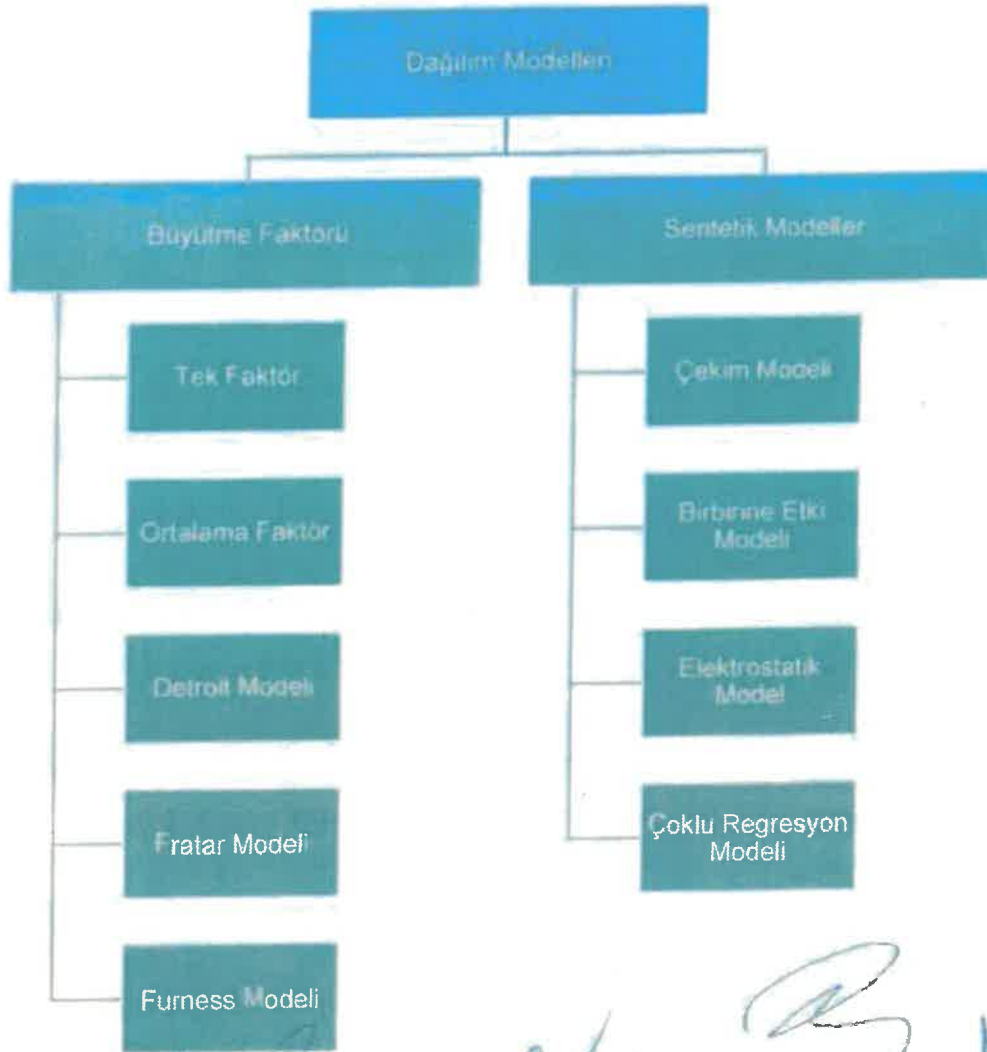 Dağılım Modelleri
Büyütme Faktörü
Sentetik Modeller
Tek Faktör
Ortalama Faktör
Detroit Modeli
Fratar Modeli
Furness Modeli
Çekim Modeli
Birbirine Etki
Modeli
Elektrostatik
Model
Çoklu Regresyon
Modeli